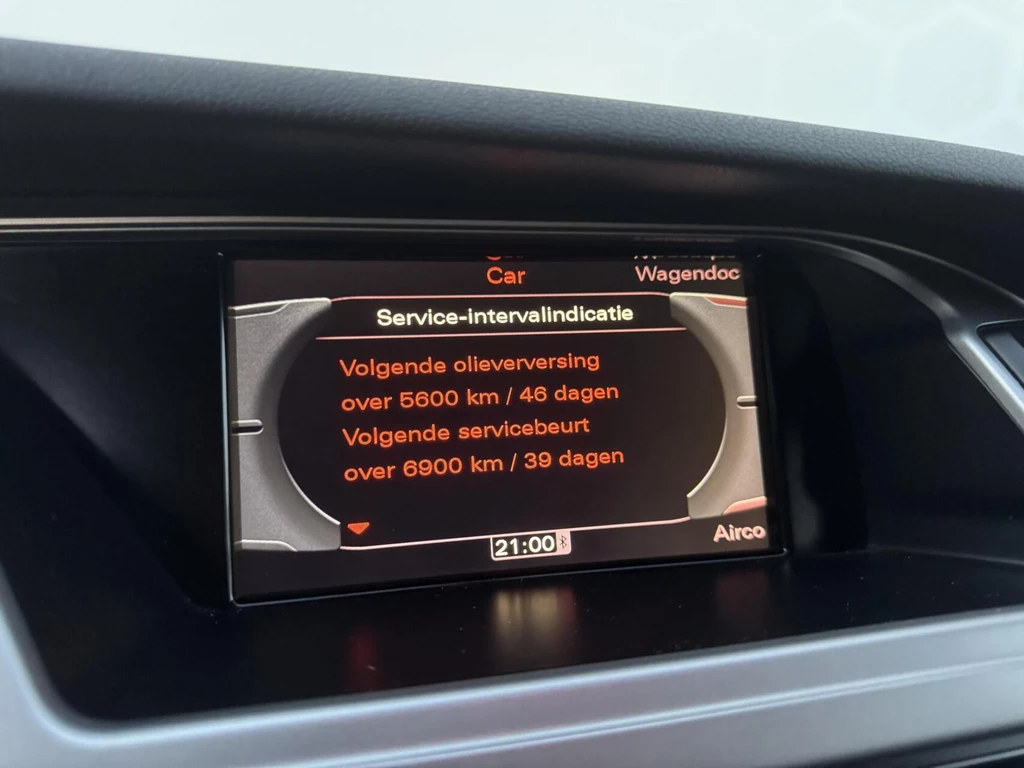 Car
Wagendoc
Service-intervalindicatie
Volgende olieverversing
over 5600 km / 46 dagen
Volgende servicebeurt
over 6900 km / 39 dagen
21:00
Airco